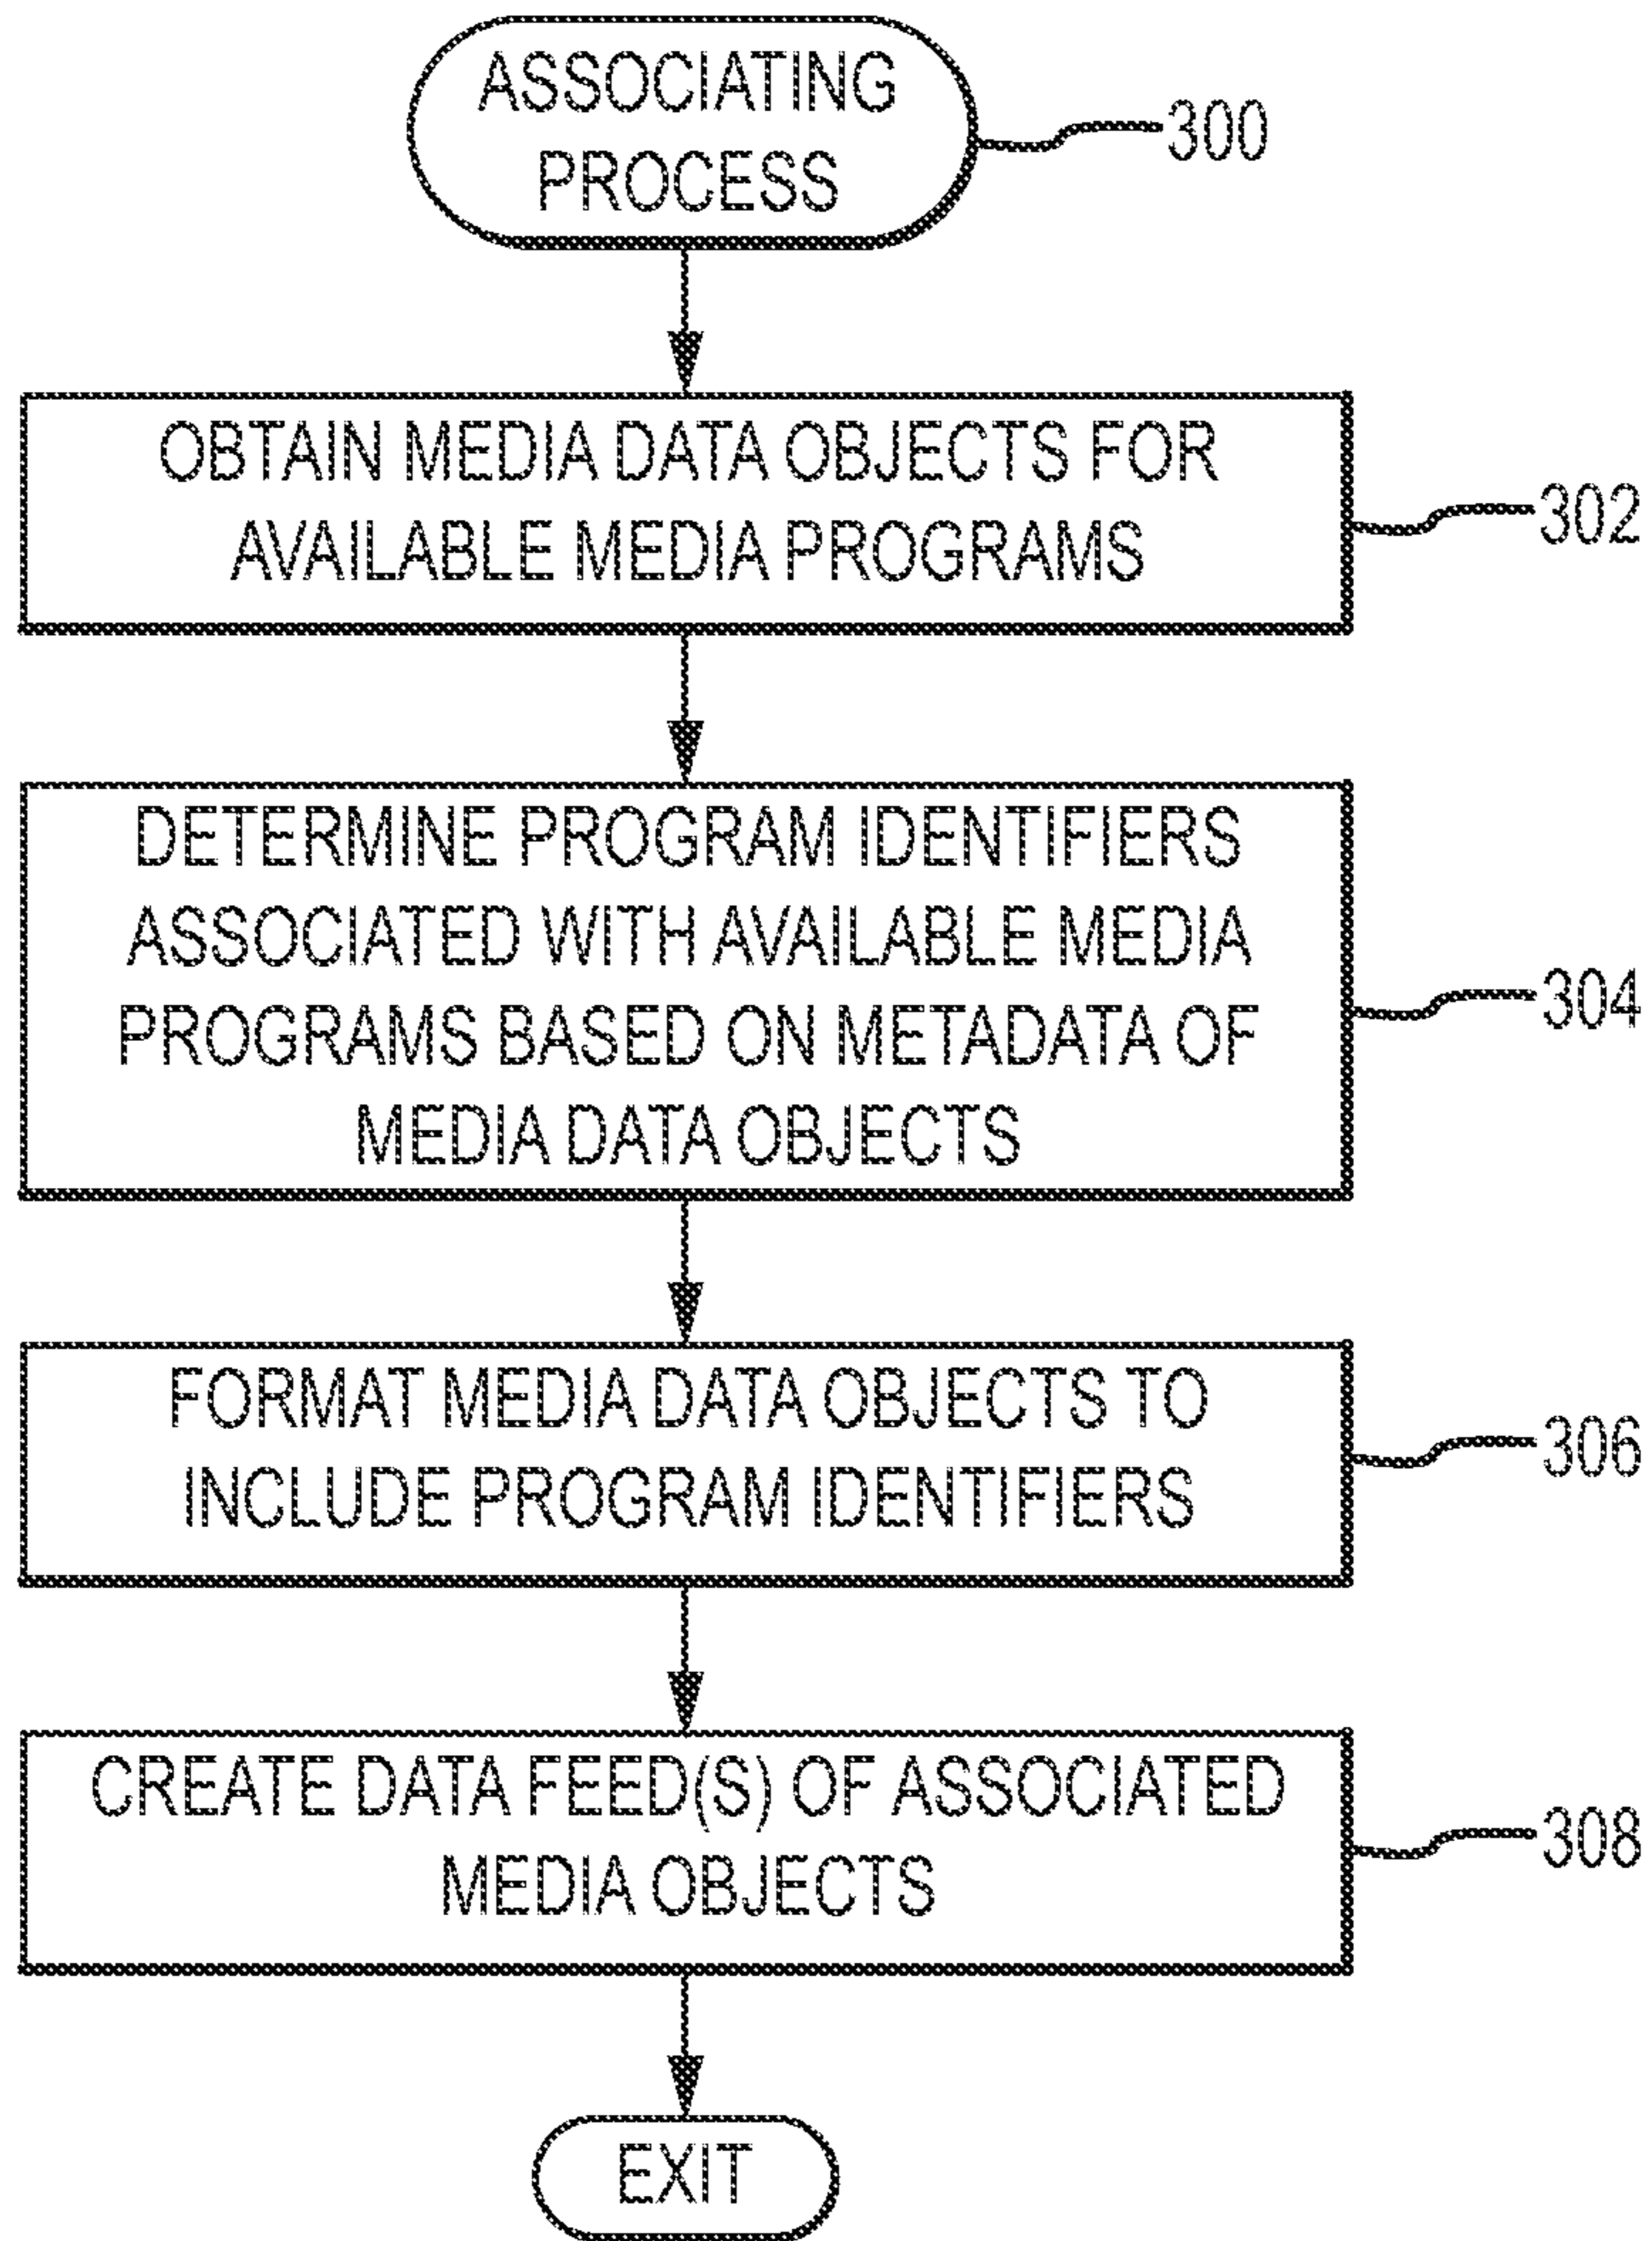 ASSOCIATING
PROCESS
300
OBTAIN MEDIA DATA OBJECTS FOR
AVAILABLE MEDIA PROGRAMS
302
DETERMINE PROGRAM IDENTIFIERS
ASSOCIATED WITH AVAILABLE MEDIA
PROGRAMS BASED ON METADATA OF
MEDIA DATA OBJECTS
304
FORMAT MEDIA DATA OBJECTS TO
INCLUDE PROGRAM IDENTIFIERS
306
CREATE DATA FEED(S) OF ASSOCIATED
MEDIA OBJECTS
308
EXIT